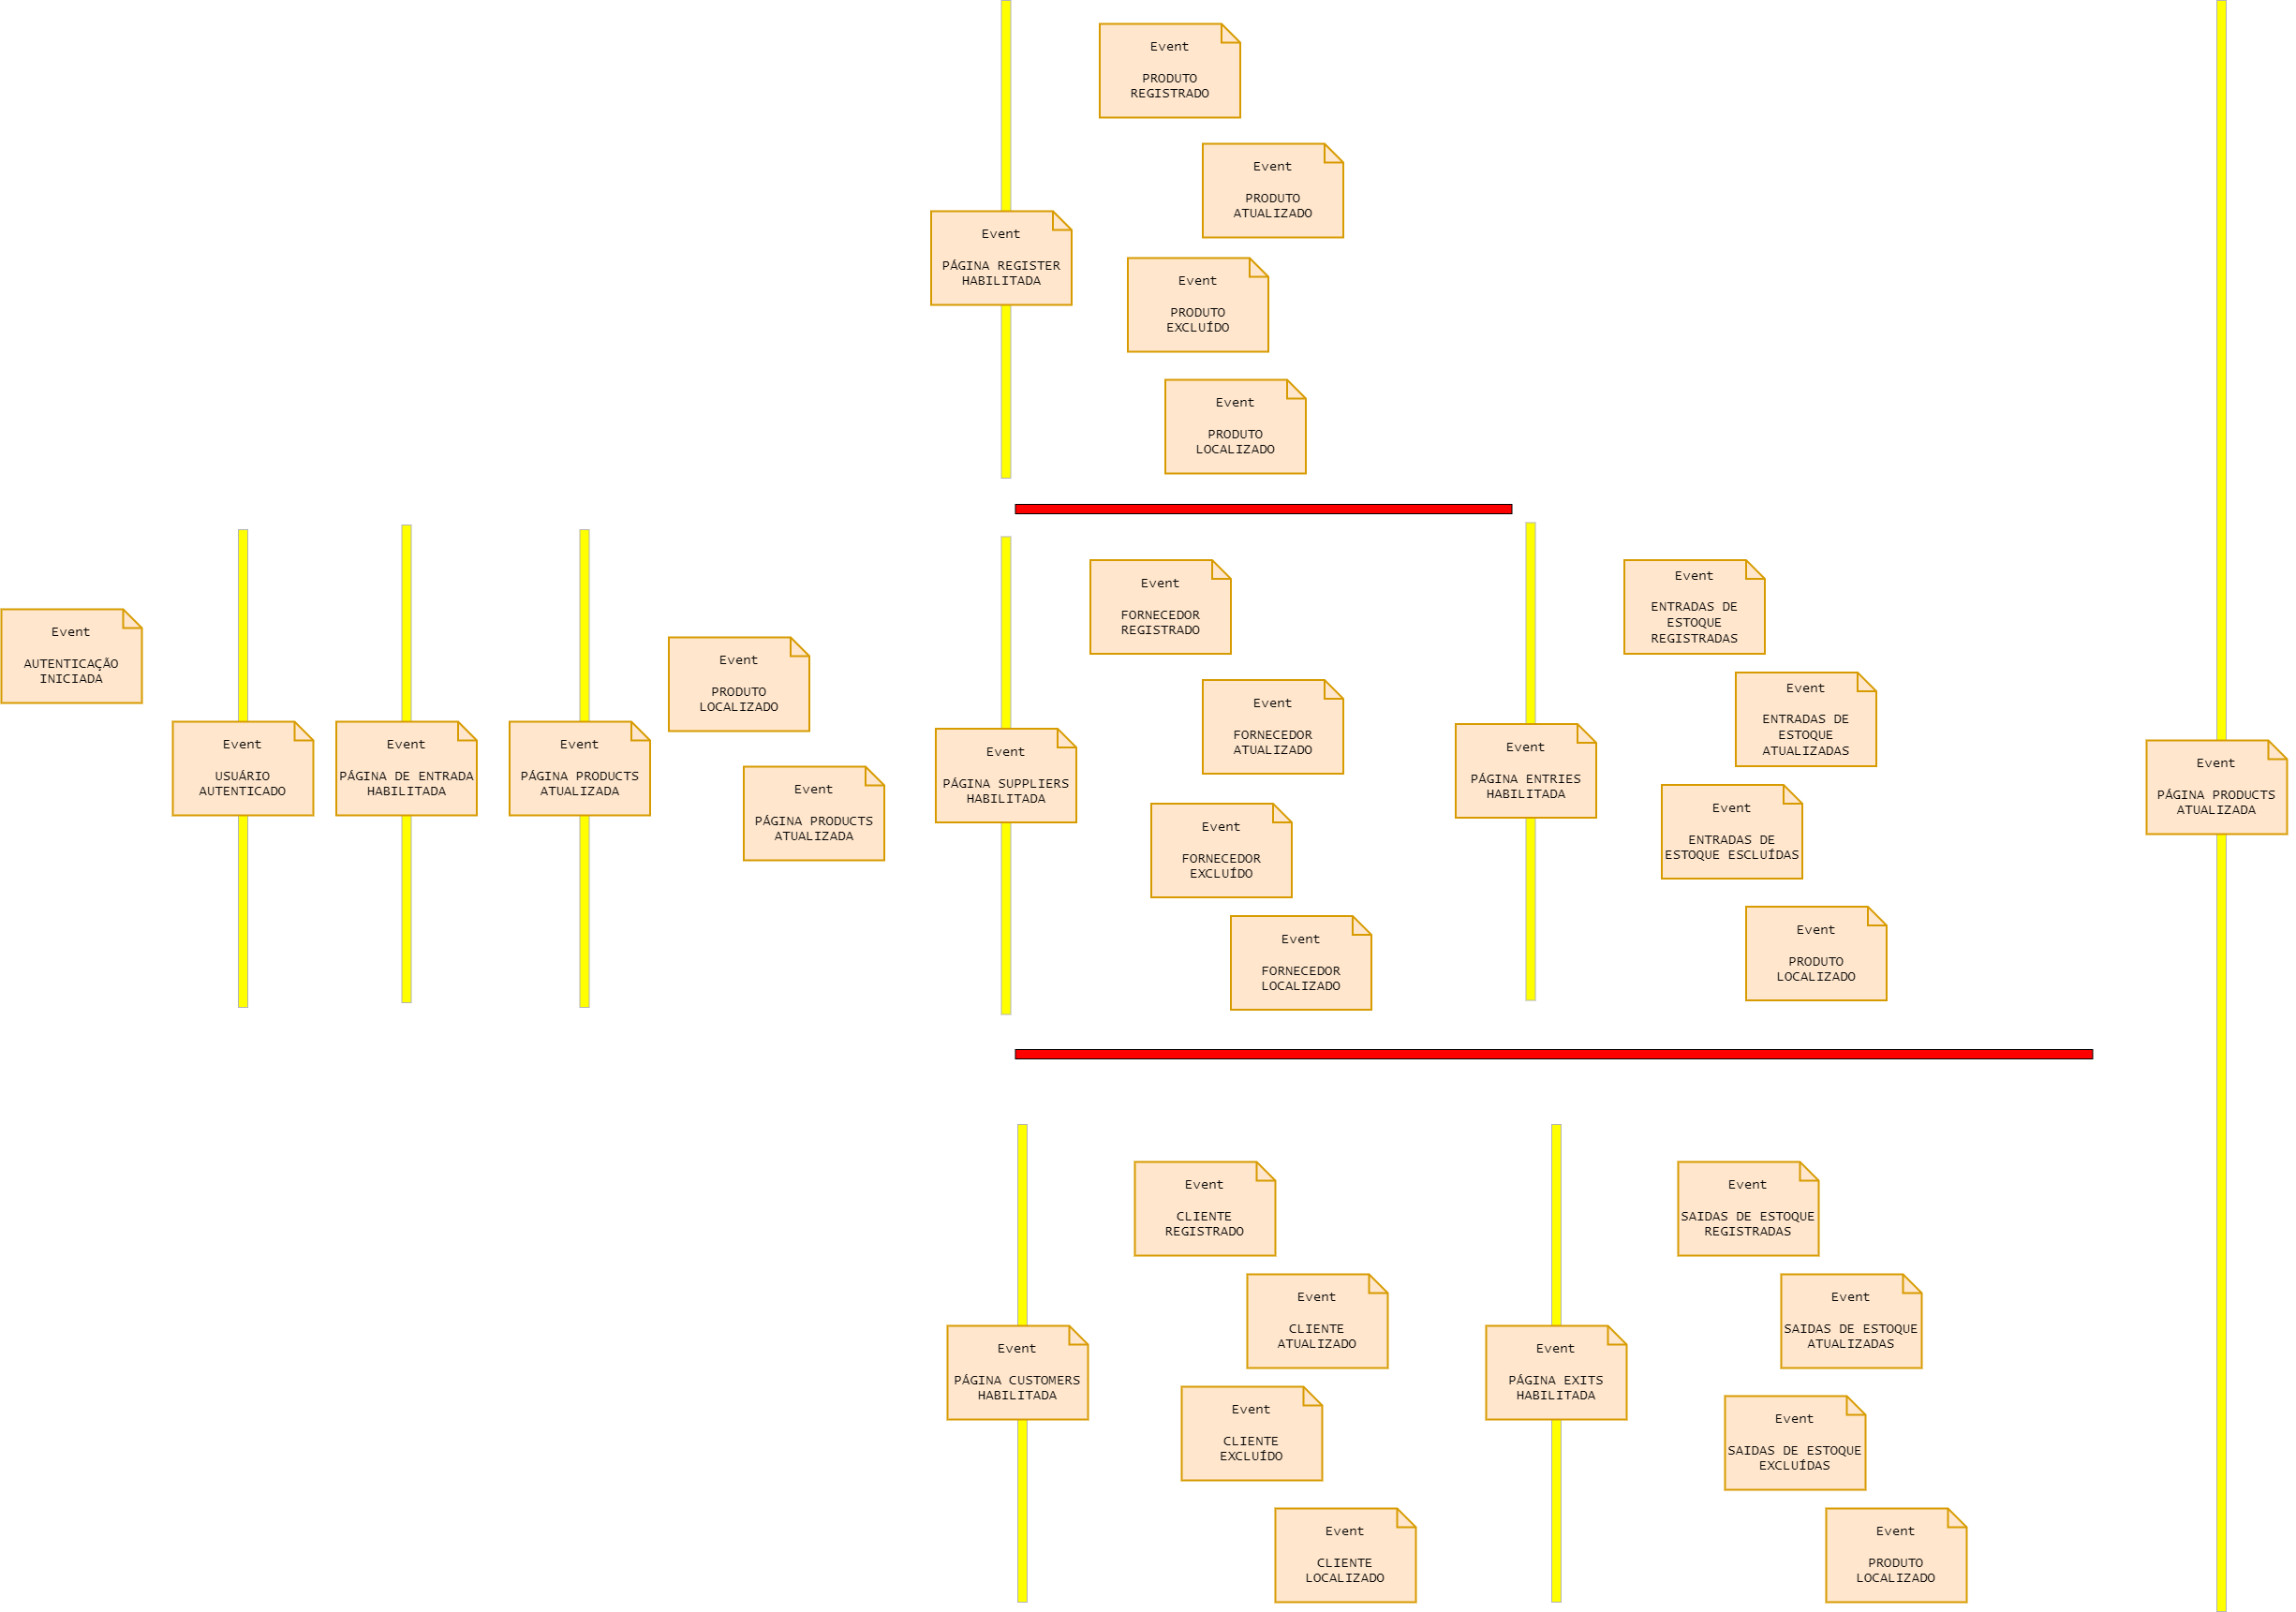 Event
AUTENTICAÇÃO
INICIADA
Event
USUÁRIO
AUTENTICADO
Event
PÁGINA DE ENTRADA
HABILITADA
Event
PÁGINA PRODUCTS
ATUALIZADA
Event
PRODUTO
LOCALIZADO
Event
PÁGINA PRODUCTS
ATUALIZADA
Event
PÁGINA REGISTER
HABILITADA
Event
PRODUTO
REGISTRADO
Event
PRODUTO
ATUALIZADO
Event
PRODUTO
EXCLUÍDO
Event
PRODUTO
LOCALIZADO
Event
PÁGINA SUPPLIERS
HABILITADA
Event
FORNECEDOR
REGISTRADO
Event
FORNECEDOR
ATUALIZADO
Event
FORNECEDOR
EXCLUÍDO
Event
FORNECEDOR
LOCALIZADO
Event
PÁGINA ENTRIES
HABILITADA
Event
ENTRADAS DE
ESTOQUE
REGISTRADAS
Event
ENTRADAS DE
ESTOQUE
ATUALIZADAS
Event
ENTRADAS DE
ESTOQUE ESCLUÍDAS
Event
PRODUTO
LOCALIZADO
Event
PÁGINA CUSTOMERS
HABILITADA
Event
CLIENTE
REGISTRADO
Event
CLIENTE
ATUALIZADO
Event
CLIENTE
EXCLUÍDO
Event
CLIENTE
LOCALIZADO
Event
PÁGINA EXITS
HABILITADA
Event
SAIDAS DE ESTOQUE
REGISTRADAS
Event
SAIDAS DE ESTOQUE
ATUALIZADAS
Event
SAIDAS DE ESTOQUE
EXCLUÍDAS
Event
PRODUTO
LOCALIZADO
Event
PÁGINA PRODUCTS
ATUALIZADA